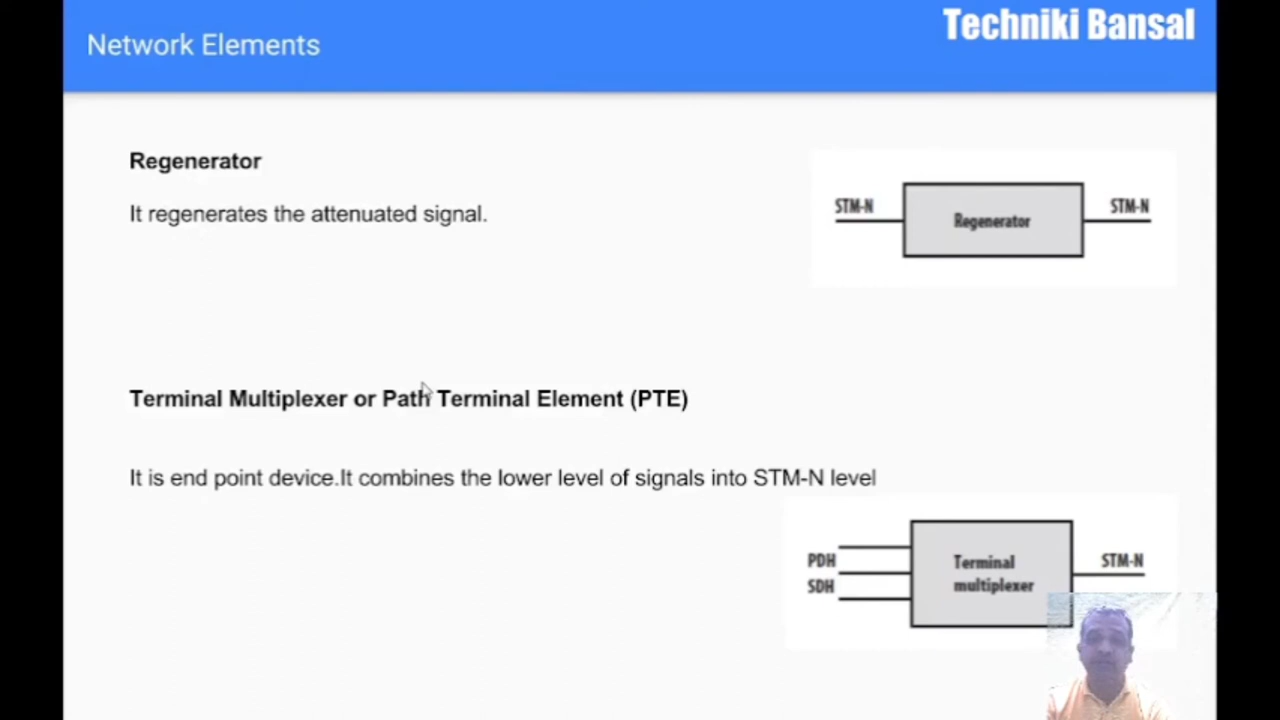 Techniki Bansal
Network Elements
Regenerator
It regenerates the attenuated signal.
STM-N
Regenerator
STM-N
Terminal Multiplexer or Path Terminal Element (PTE)
It is end point device.It combines the lower level of signals into STM-N level
PDH
SDH
Terminal
multiplexer
STM-N